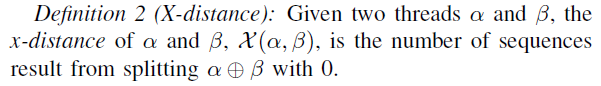 Definition 2 (X-distance): Given two threads α and β, the
x-distance of α and β, 𝒳(α, β), is the number of sequences
result from splitting α ⊕ β with 0.